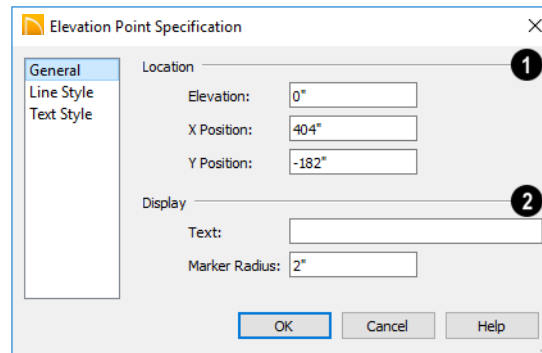 Elevation Point Specification
General
Line Style
Text Style
Location 1
Elevation: 0"
X Position: 404"
Y Position: -182"
Display 2
Text:
Marker Radius: 2"
OK Cancel Help